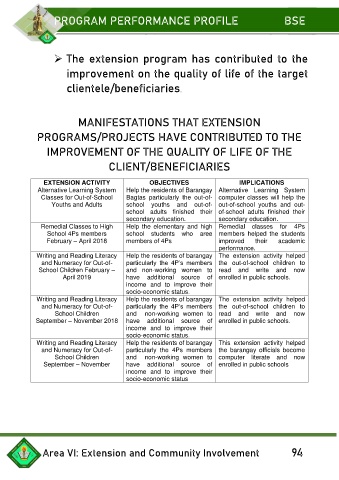 PROGRAM PERFORMANCE PROFILE BSE
➢ The extension program has contributed to the
improvement on the quality of life of the target
clientele/beneficiaries
MANIFESTATIONS THAT EXTENSION
PROGRAMS/PROJECTS HAVE CONTRIBUTED TO THE
IMPROVEMENT OF THE QUALITY OF LIFE OF THE
CLIENT/BENEFICIARIES
EXTENSION ACTIVITY OBJECTIVES IMPLICATIONS
Alternative Learning System
Classes for Out-of-School
Youths and Adults
Help the residents of Barangay
Bagtas particularly the out-of-
school youths and out-of-
school adults finished their
secondary education.
Alternative Learning System
computer classes will help the
out-of-school youths and out-
of-school adults finished their
secondary education.
Remedial Classes to High
School 4Ps members
February – April 2018
Help the elementary and high
school students who are
members of 4Ps
Remedial classes for 4Ps
members helped the students
improved their academic
performance.
Writing and Reading Literacy
and Numeracy for Out-of-
School Children February –
April 2019
Help the residents of barangay
particularly the 4P's members
and non-working women to
have additional source of
income and to improve their
socio-economic status
The extension activity helped
the out-of-school children to
read and write and now
enrolled in public schools.
Writing and Reading Literacy
and Numeracy for Out-of-
School Children
September – November 2018
Help the residents of barangay
particularly the 4P's members
and non-working women to
have additional source of
income and to improve their
socio-economic status
The extension activity helped
the out-of-school children to
read and write and now
enrolled in public schools.
Writing and Reading Literacy
and Numeracy for Out-of-
School Children
September – November
Help the residents of barangay
particularly the 4Ps members
and non-working women to
have additional source of
income and to improve their
socio-economic status
This extension activity helped
the barangay officials become
computer literate and now
enrolled in public schools
Area VI: Extension and Community Involvement 94